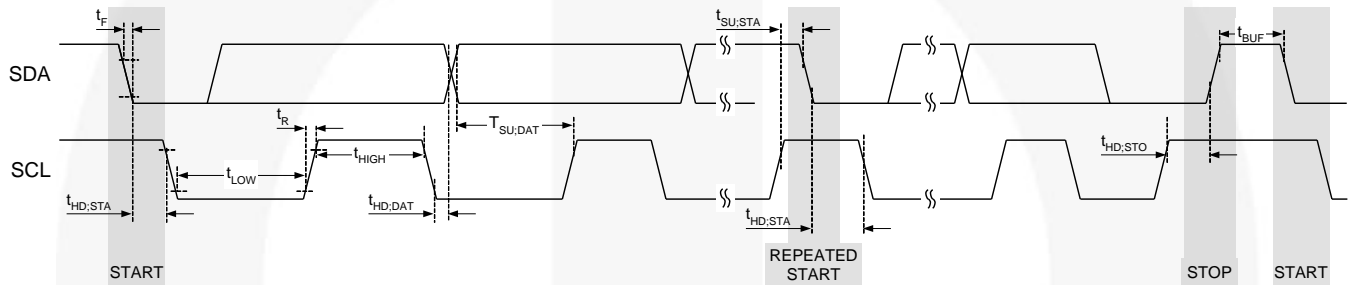 tF
tSU;STA
tBUF
SDA
tR
TSU;DAT
tHIGH
tHD;STO
SCL
tLOW
tHD;STA
tHD;DAT
tHD;STA
START
REPEATED
START
STOP
START